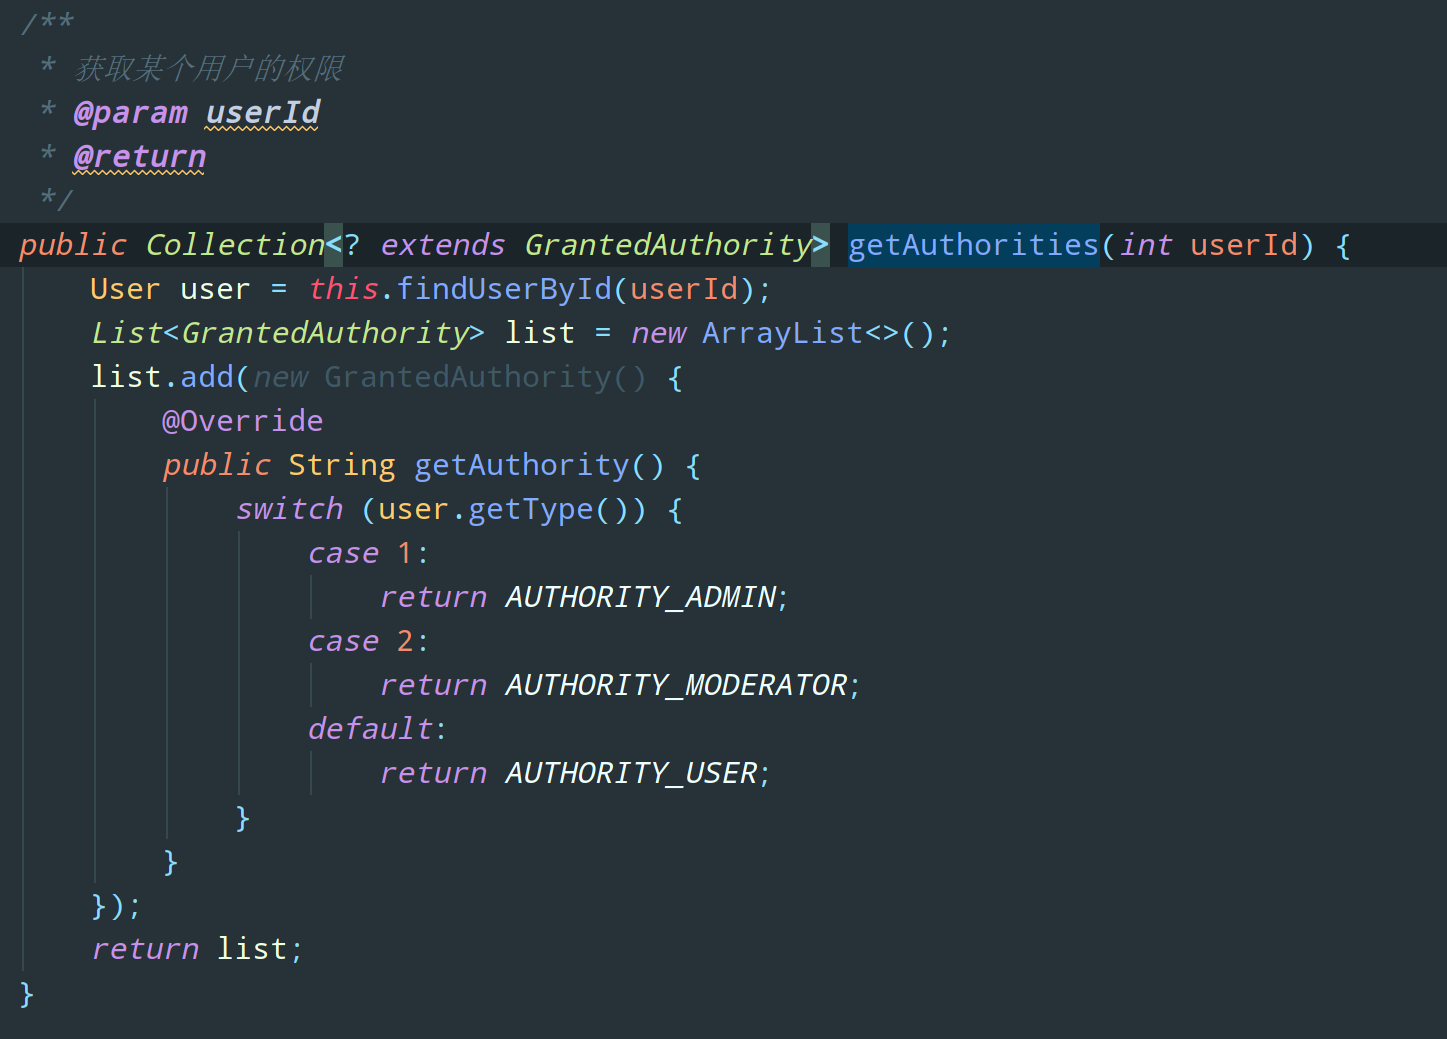 /**
 * 获取某个用户的权限
 * @param userId
 * @return
 */
public Collection<? extends GrantedAuthority> getAuthorities(int userId) {
    User user = this.findUserById(userId);
    List<GrantedAuthority> list = new ArrayList<>();
    list.add(new GrantedAuthority() {
        @Override
        public String getAuthority() {
            switch (user.getType()) {
                case 1:
                    return AUTHORITY_ADMIN;
                case 2:
                    return AUTHORITY_MODERATOR;
                default:
                    return AUTHORITY_USER;
            }
        }
    });
    return list;
}